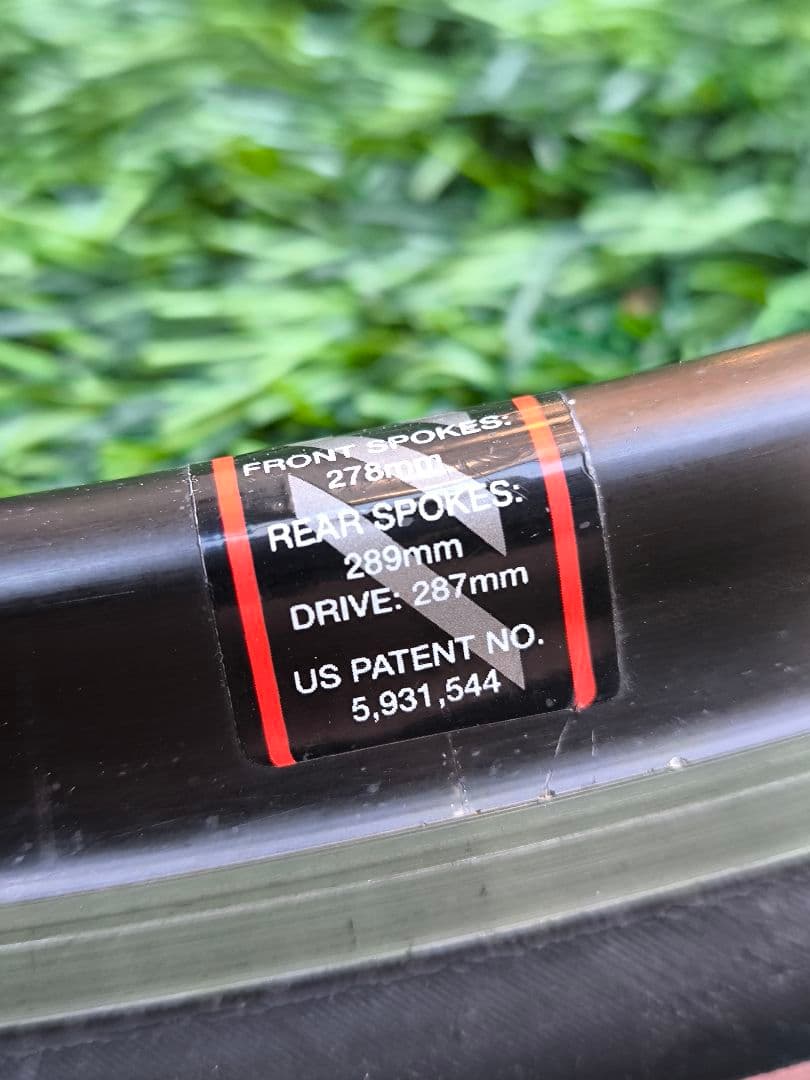 FRONT SPOKES:
278mm
REAR SPOKES:
289mm
DRIVE: 287mm
US PATENT NO.
5,931,544